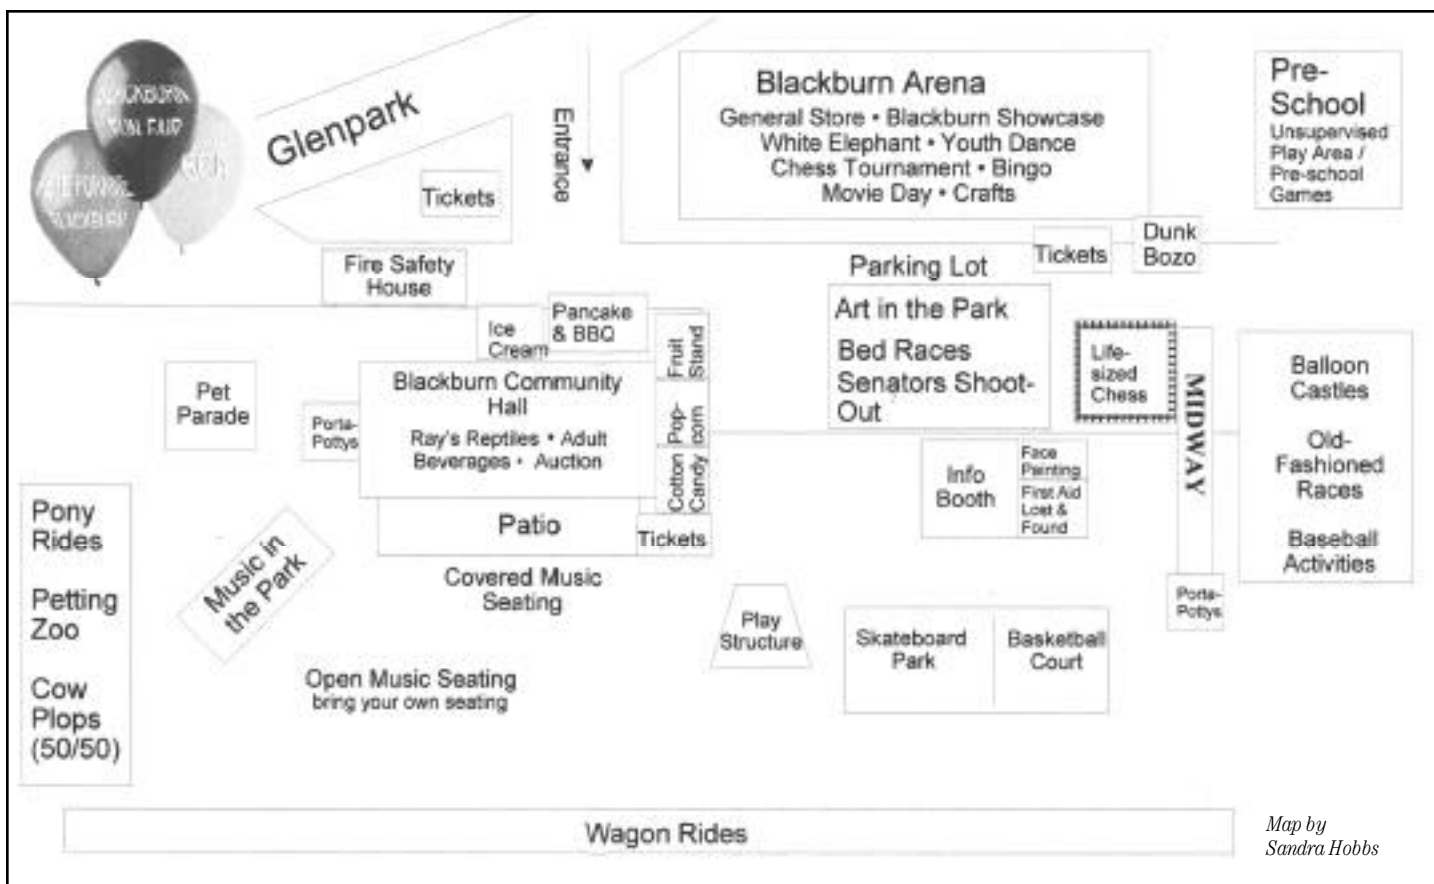 BLACKBURN
FUN FAIR
BLACKBURN
Glenpark
Entrance
Tickets
Blackburn Arena
General Store • Blackburn Showcase
White Elephant • Youth Dance
Chess Tournament • Bingo
Movie Day • Crafts
Pre-
School
Unsupervised
Play Area /
Pre-school
Games
Tickets
Dunk
Bozo
Fire Safety
House
Parking Lot
Art in the Park
Bed Races
Senators Shoot-
Out
Ice
Cream
Pancake
& BBQ
Fruit
Stand
Pop-
corn
Cotton
Candy
Life-
sized
Chess
MIDWAY
Balloon
Castles
Old-
Fashioned
Races
Baseball
Activities
Pet
Parade
Porta-
Pottys
Blackburn Community
Hall
Ray's Reptiles • Adult
Beverages • Auction
Info
Booth
Face
Painting
First Aid
Lost &
Found
Pony
Rides
Petting
Zoo
Cow
Plops
(50/50)
Music in
the Park
Patio
Tickets
Covered Music
Seating
Open Music Seating
bring your own seating
Play
Structure
Skateboard
Park
Basketball
Court
Porta-
Pottys
Wagon Rides
Map by
Sandra Hobbs